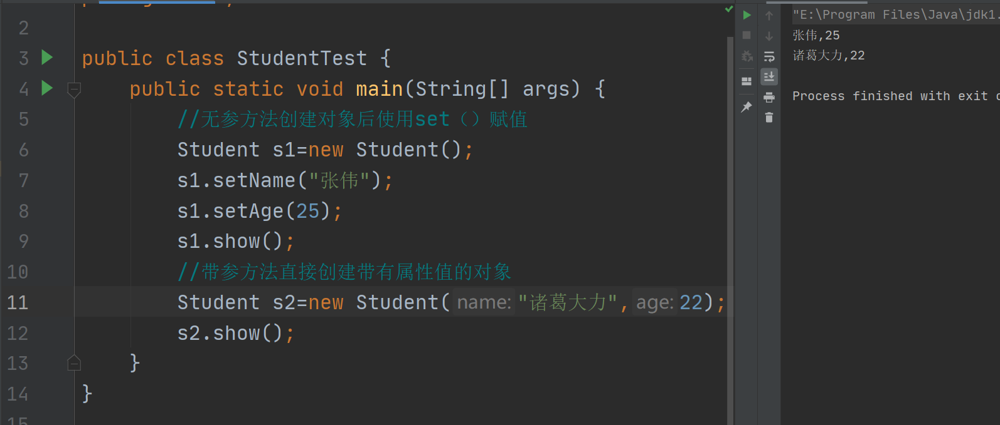 2
3 public class StudentTest {
4 public static void main(String[] args) {
5 //无参方法创建对象后使用set（）赋值
6 Student s1=new Student();
7 s1.setName("张伟");
8 s1.setAge(25);
9 s1.show();
10 //带参方法直接创建带有属性值的对象
11 Student s2=new Student( name: "诸葛大力", age: 22);
12 s2.show();
13 }
14 }
15
"E:\Program Files\Java\jdk1.
张伟,25
诸葛大力,22
Process finished with exit